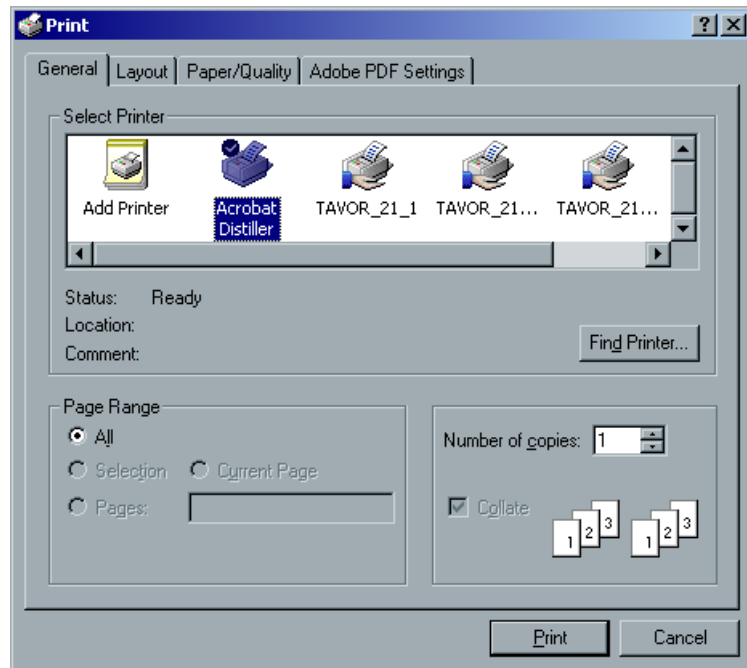 Print
General Layout Paper/Quality Adobe PDF Settings
Select Printer
Add Printer Acrobat Distiller TAVOR_21_1 TAVOR_21... TAVOR_21...
Status: Ready
Location:
Comment:
Find Printer...
Page Range
All
Selection Current Page
Pages:
Number of copies: 1
Collate
1 2 3 1 2 3
Print Cancel